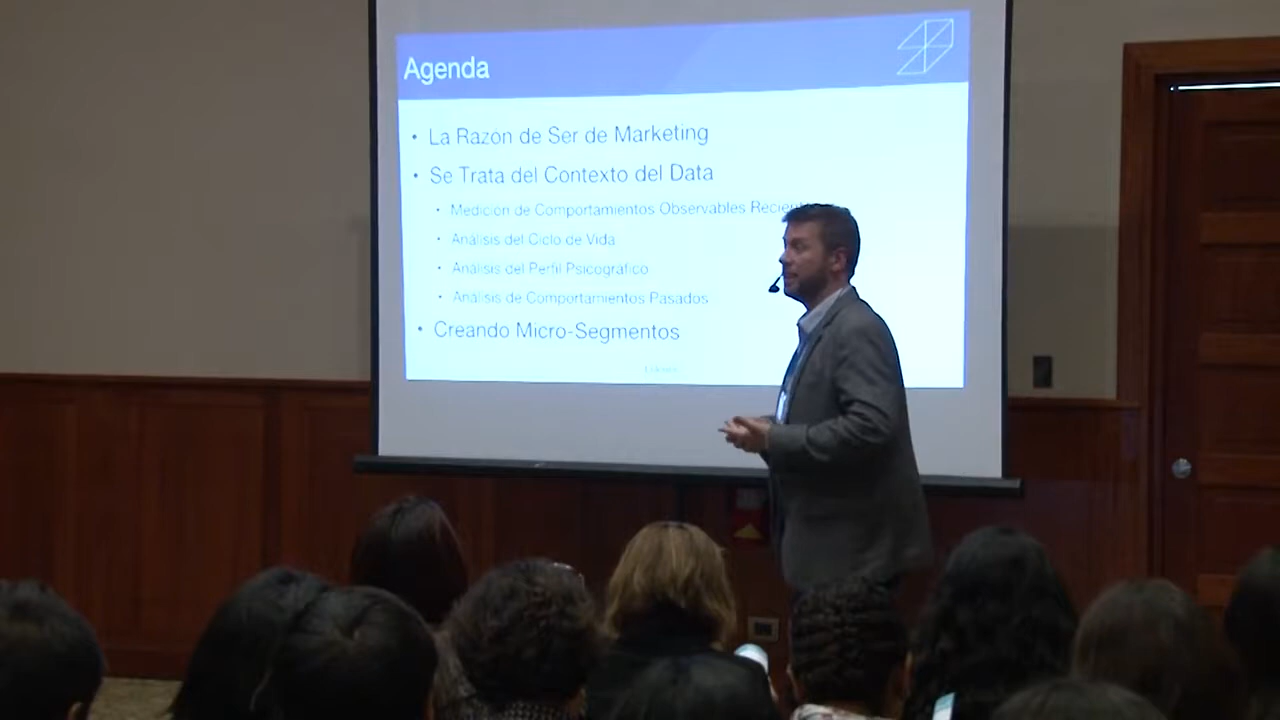 Agenda
• La Razón de Ser de Marketing
• Se Trata del Contexto del Data
• Medición de Comportamientos Observables
• Análisis del Ciclo de Vida
• Análisis del Perfil Psicográfico
• Análisis de Comportamientos Pasados
• Creando Micro-Segmentos